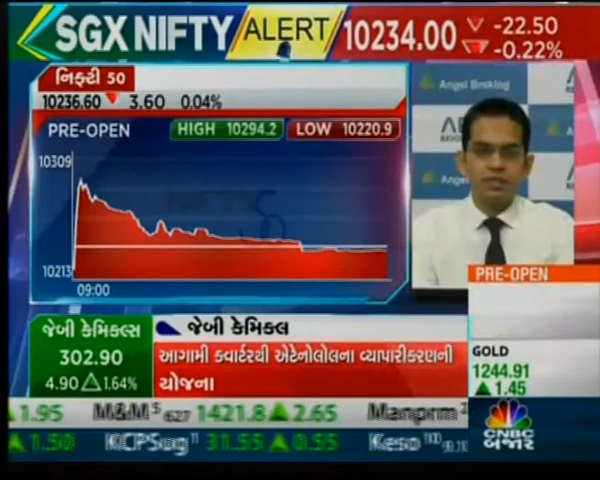 SGX NIFTY ALERT 10234.00 -22.50
-0.22%
નિફ્ટી 50
10236.60 3.60 0.04%
PRE-OPEN HIGH 10294.2 LOW 10220.9
10309
10213
09:00
Angel Broking
PRE-OPEN
GOLD
1244.91
1.45
જેબી કેમિકલ્સ
302.90
4.90 1.64%
જેબી કેમિકલ
આગામી ક્વાર્ટરથી એટેનોલોલના વ્યાપારીકરણની
યોજના
1.95 M&M 627 1421.8 2.65
1.50 31.55 0.55
CNBC
બજાર